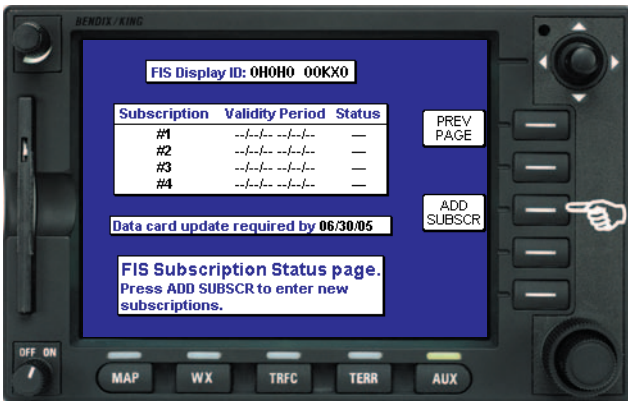 BENDIX/KING
FIS Display ID: 0H0H0 00KX0
Subscription Validity Period Status
#1 --/--/-- --/--/-- —
#2 --/--/-- --/--/-- —
#3 --/--/-- --/--/-- —
#4 --/--/-- --/--/-- —
PREV
PAGE
ADD
SUBSCR
Data card update required by 06/30/05
FIS Subscription Status page.
Press ADD SUBSCR to enter new
subscriptions.
OFF ON
MAP WX TRFC TERR AUX